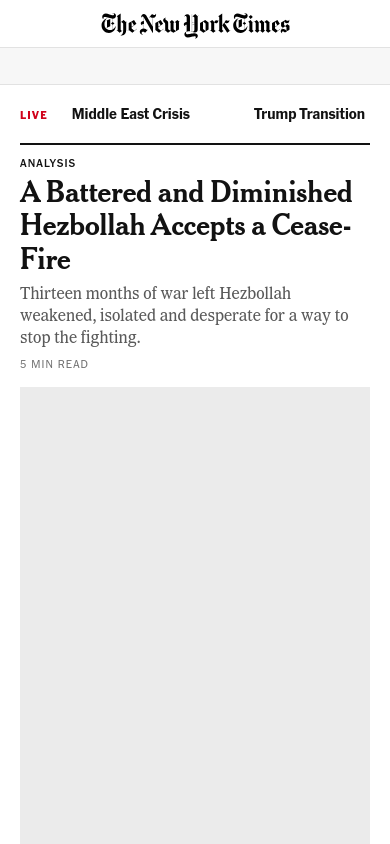 The New York Times
LIVE Middle East Crisis Trump Transition
ANALYSIS
A Battered and Diminished
Hezbollah Accepts a Cease-
Fire
Thirteen months of war left Hezbollah
weakened, isolated and desperate for a way to
stop the fighting.
5 MIN READ